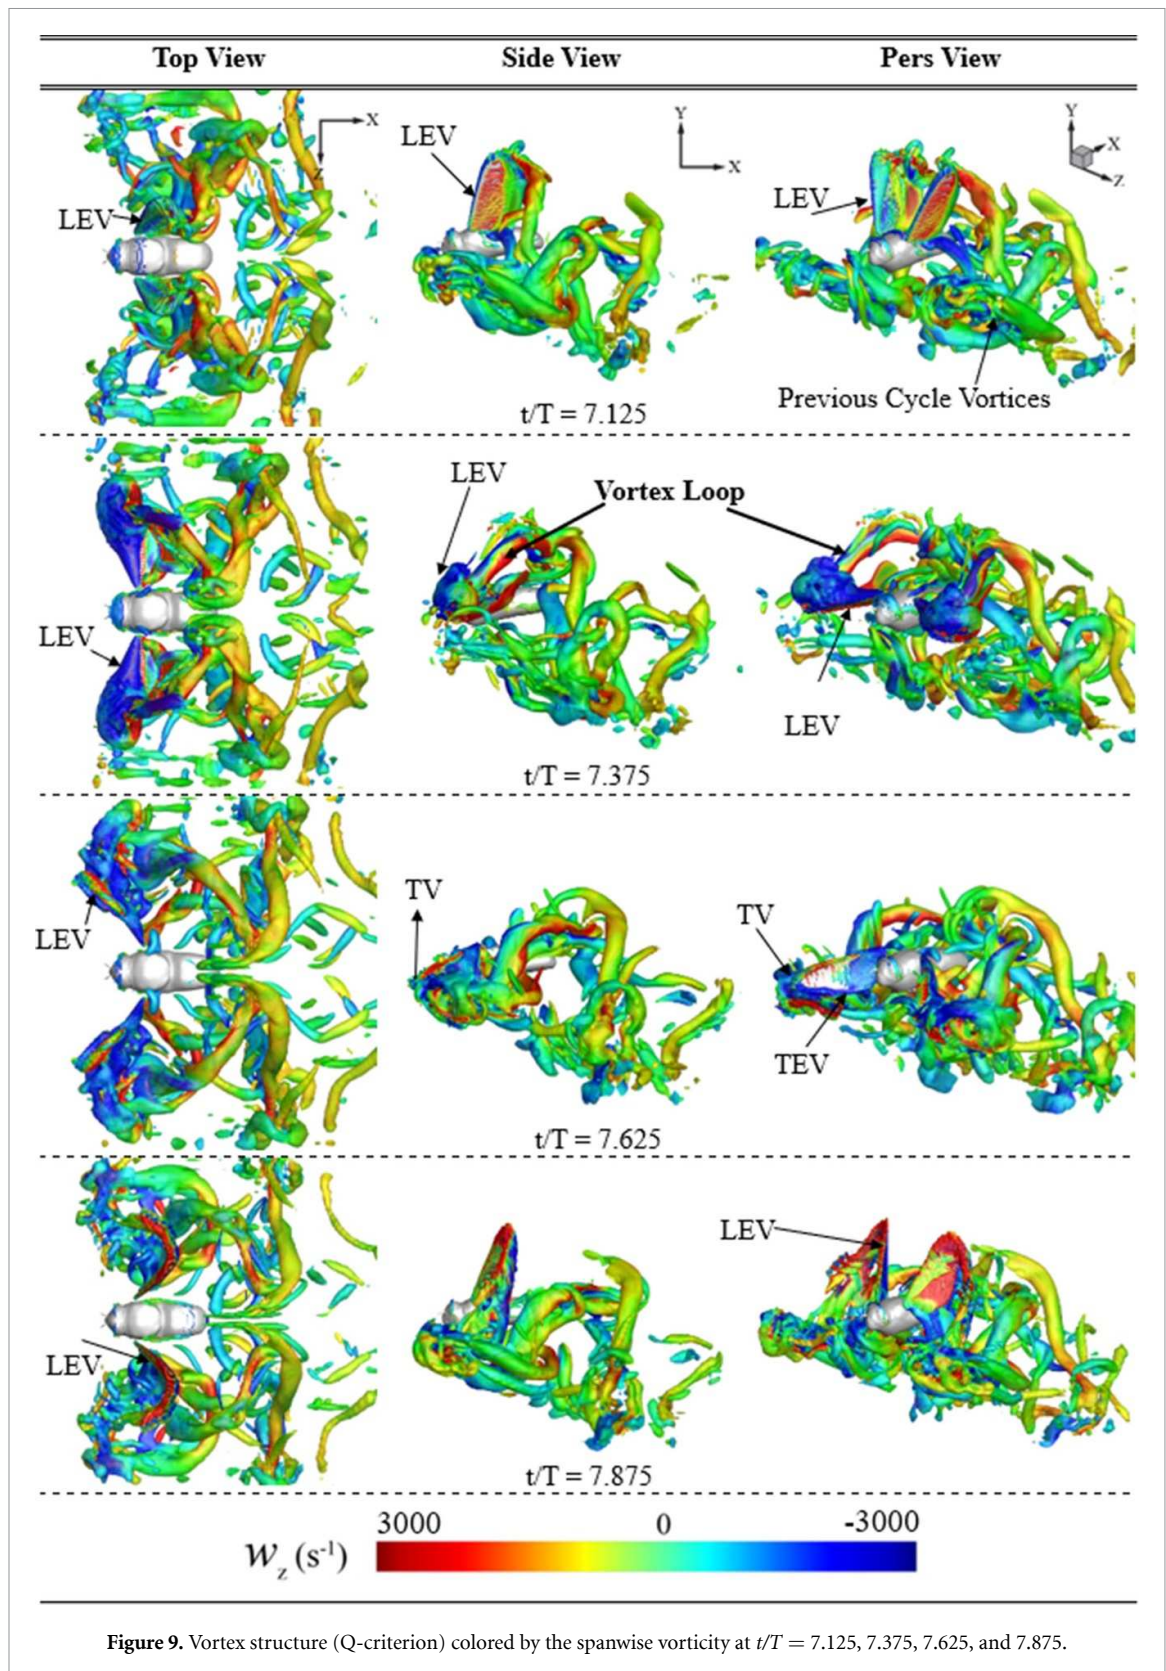 Top View Side View Pers View
LEV X Z
LEV Y X
LEV Y X Z
Previous Cycle Vortices
t/T = 7.125
LEV
LEV
Vortex Loop
LEV
t/T = 7.375
LEV
TV
TV
TEV
t/T = 7.625
LEV
LEV
t/T = 7.875
3000 0 -3000
𝒲z (s-1)
Figure 9. Vortex structure (Q-criterion) colored by the spanwise vorticity at t/T = 7.125, 7.375, 7.625, and 7.875.